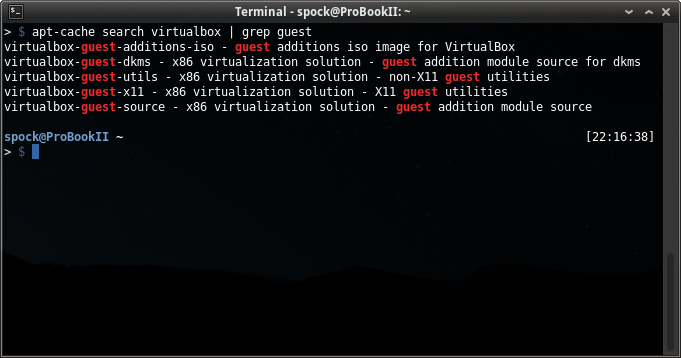 Terminal - spock@ProBookII: ~
> $ apt-cache search virtualbox | grep guest
virtualbox-guest-additions-iso - guest additions iso image for VirtualBox
virtualbox-guest-dkms - x86 virtualization solution - guest addition module source for dkms
virtualbox-guest-utils - x86 virtualization solution - non-X11 guest utilities
virtualbox-guest-x11 - x86 virtualization solution - X11 guest utilities
virtualbox-guest-source - x86 virtualization solution - guest addition module source
spock@ProBookII ~ [22:16:38]
> $